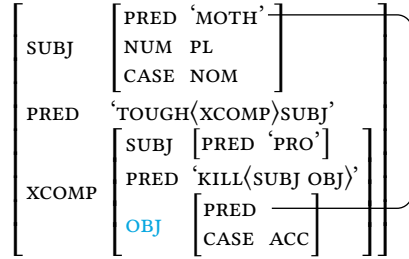 PRED ‘MOTH’
SUBJ NUM PL
CASE NOM
PRED ‘TOUGH⟨XCOMP⟩SUBJ’
SUBJ [PRED ‘PRO’]
PRED ‘KILL⟨SUBJ OBJ⟩’
XCOMP
PRED
OBJ
CASE ACC